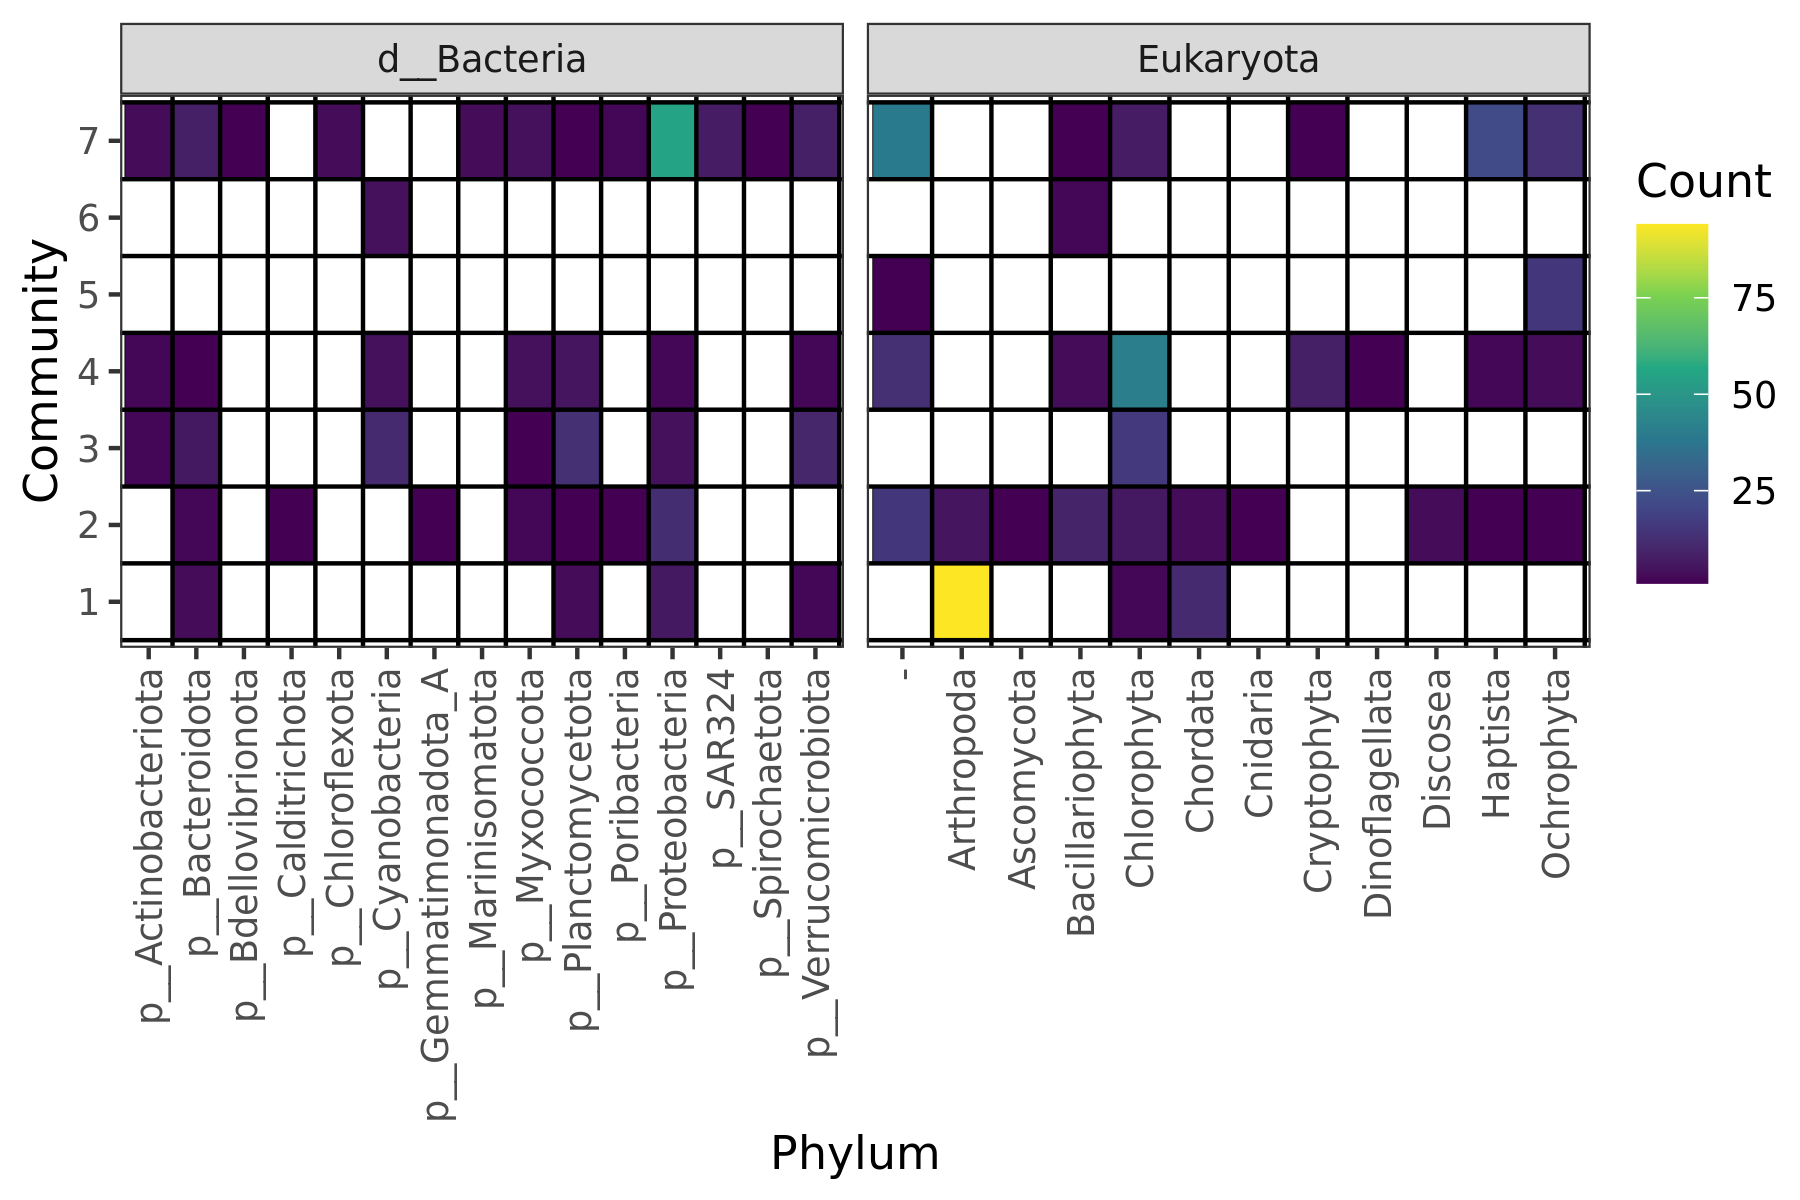 d__Bacteria
Eukaryota
Community
7
6
5
4
3
2
1
Count
75
50
25
p__Actinobacteriota
p__Bacteroidota
p__Bdellovibrionota
p__Calditrichota
p__Chloroflexota
p__Cyanobacteria
p__Gemmatimonadota_A
p__Marinisomatota
p__Myxococcota
p__Planctomycetota
p__Poribacteria
p__Proteobacteria
p__SAR324
p__Spirochaetota
p__Verrucomicrobiota
-
Arthropoda
Ascomycota
Bacillariophyta
Chlorophyta
Chordata
Cnidaria
Cryptophyta
Dinoflagellata
Discosea
Haptista
Ochrophyta
Phylum